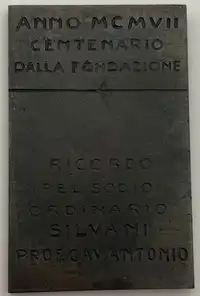 ANNO MCMVII
CENTENARIO
DALLA FONDAZIONE
RICORDO
PEL SOCIO
ORDINARIO
SILVANI
PROF. CAV. ANTONIO